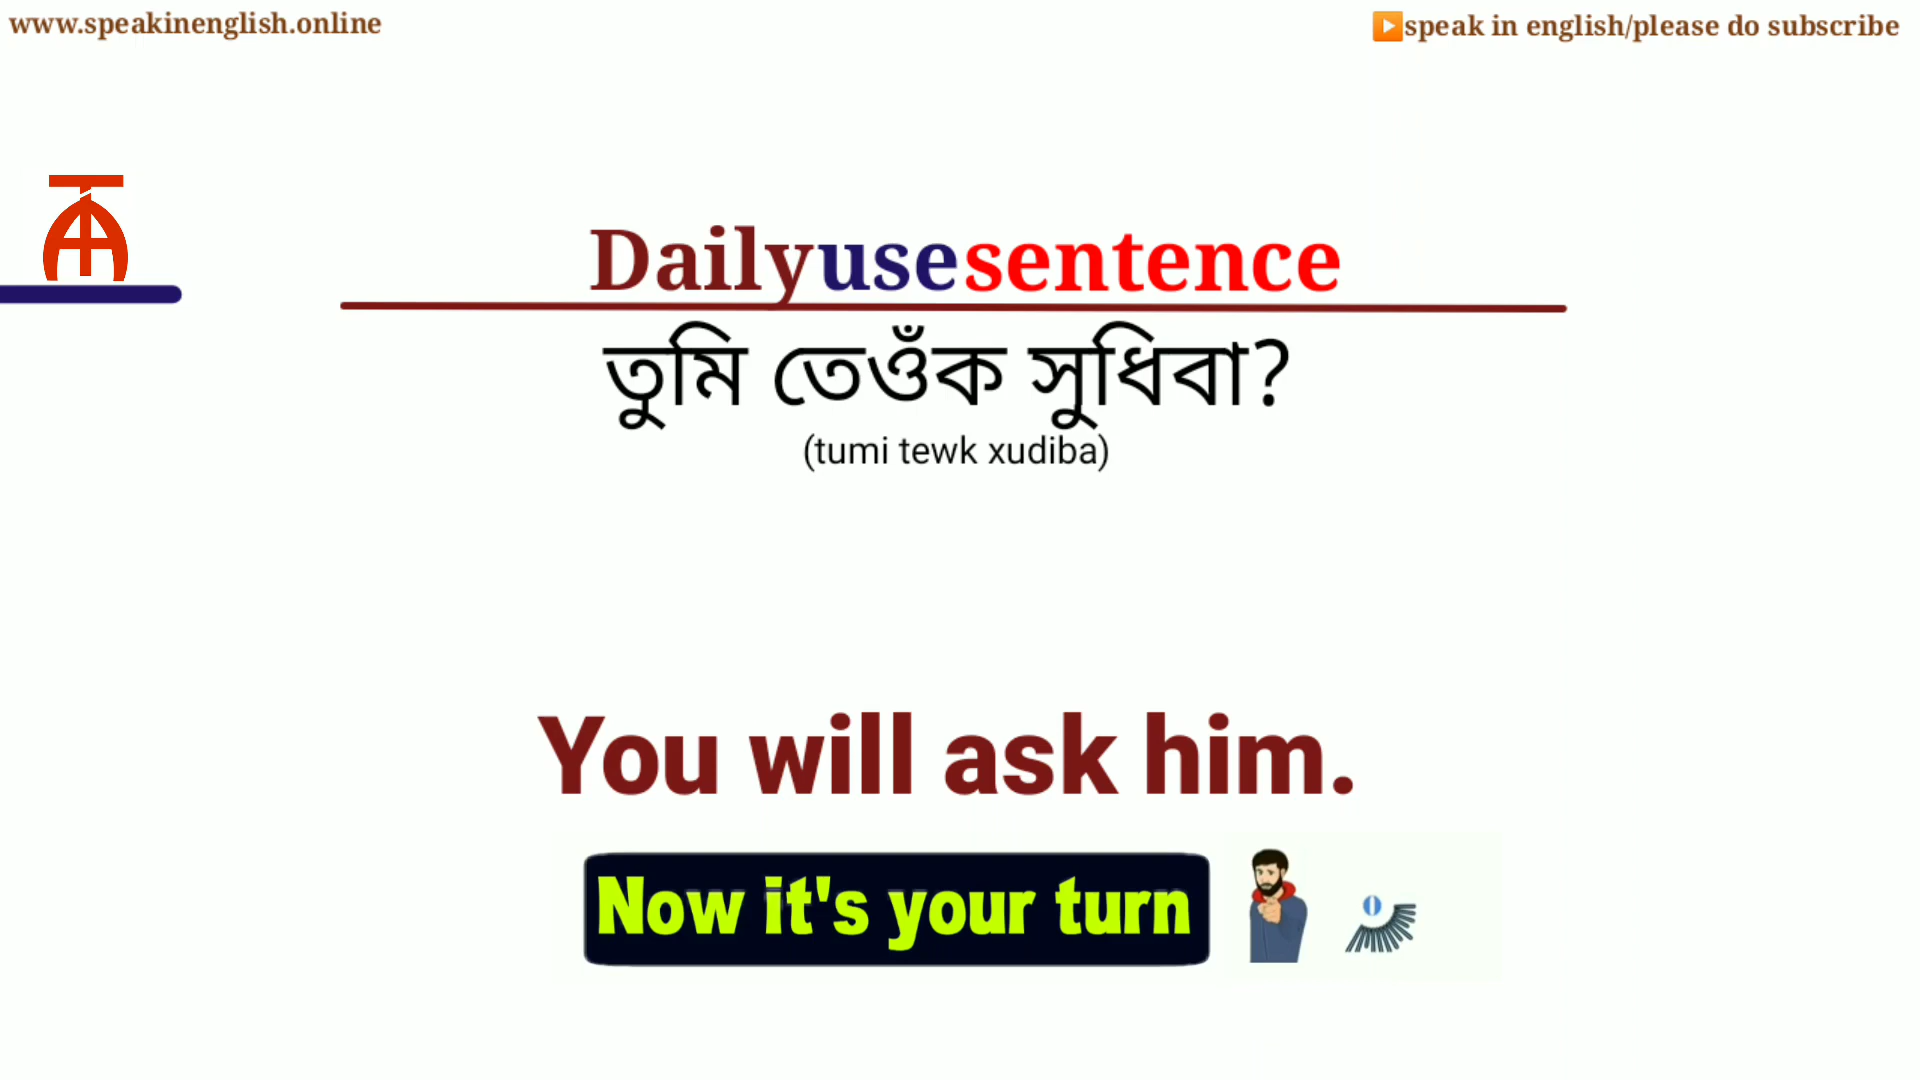 www.speakinenglish.online
speak in english/please do subscribe
Dailyusesentence
তুমি তেওঁক সুধিবা?
(tumi tewk xudiba)
You will ask him.
Now it's your turn
0